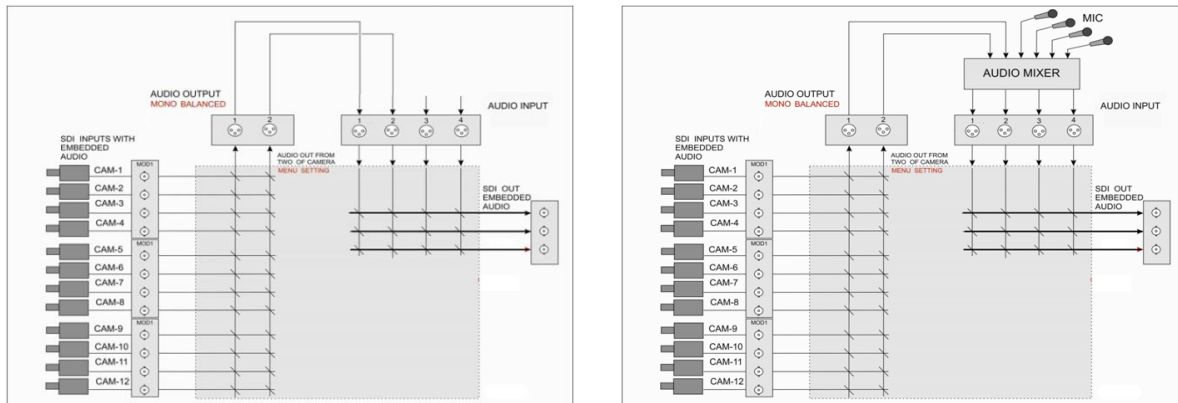 AUDIO OUTPUT
MONO BALANCED
1
2
1
2
3
4
AUDIO INPUT
SDI INPUTS WITH
EMBEDDED
AUDIO
AUDIO OUT FROM
TWO OF CAMERA
MENU SETTING
MOD1
CAM-1
CAM-2
CAM-3
CAM-4
MOD1
CAM-5
CAM-6
CAM-7
CAM-8
MOD1
CAM-9
CAM-10
CAM-11
CAM-12
SDI OUT
EMBEDDED
AUDIO
MIC
AUDIO MIXER
AUDIO OUTPUT
MONO BALANCED
1
2
1
2
3
4
AUDIO INPUT
SDI INPUTS WITH
EMBEDDED
AUDIO
AUDIO OUT FROM
TWO OF CAMERA
MENU SETTING
MOD1
CAM-1
CAM-2
CAM-3
CAM-4
MOD1
CAM-5
CAM-6
CAM-7
CAM-8
MOD1
CAM-9
CAM-10
CAM-11
CAM-12
SDI OUT
EMBEDDED
AUDIO